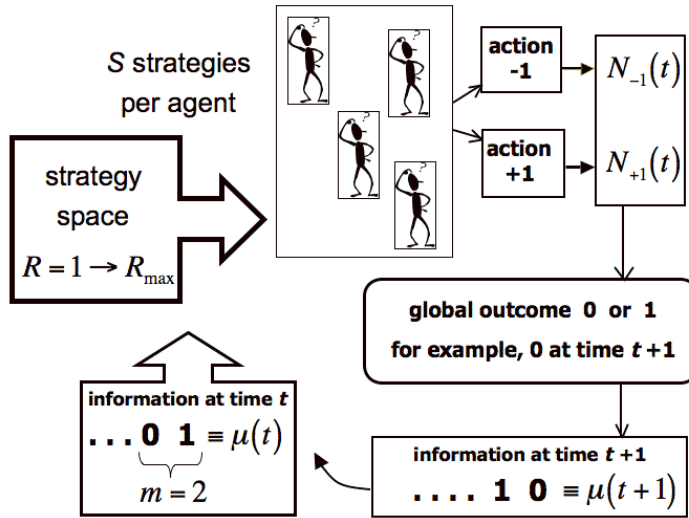 S strategies
per agent
?
?
?
?
action
-1
N₋₁(t)
action
+1
N₊₁(t)
strategy
space
R = 1 → Rmax
global outcome 0 or 1
for example, 0 at time t+1
information at time t
...0 1 ≡ μ(t)
m = 2
information at time t+1
.... 1 0 ≡ μ(t+1)